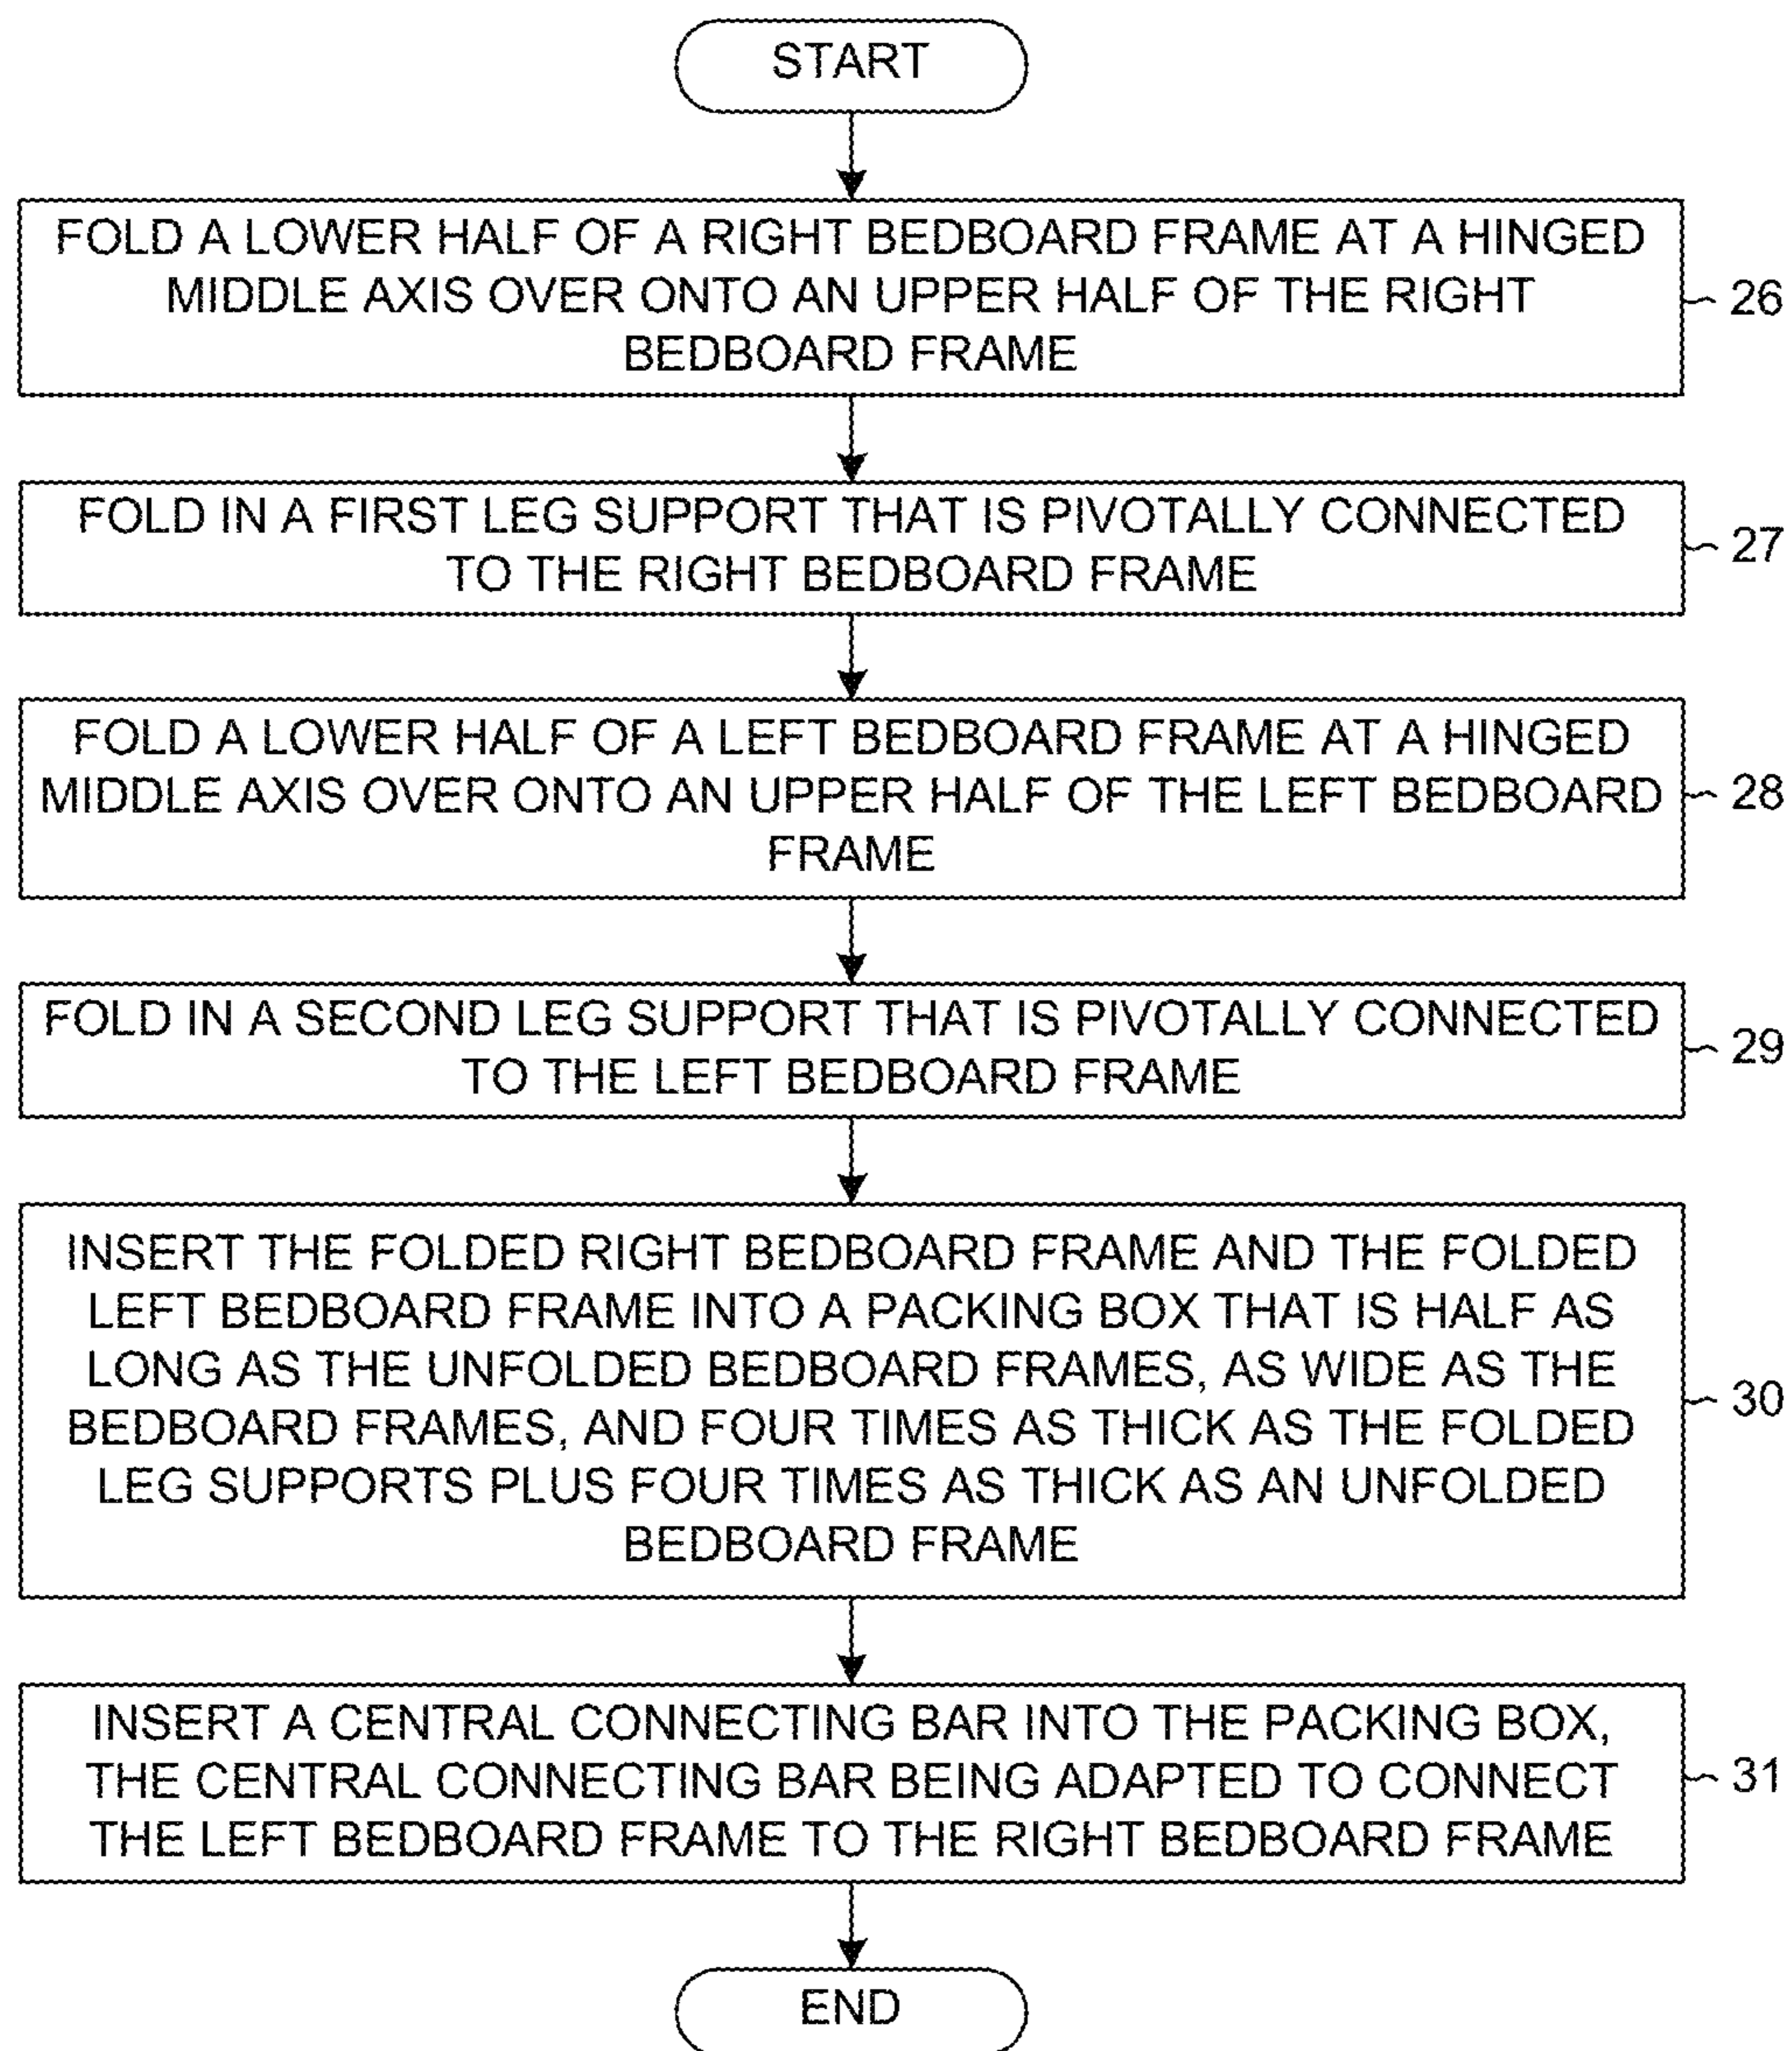 START
FOLD A LOWER HALF OF A RIGHT BEDBOARD FRAME AT A HINGED
MIDDLE AXIS OVER ONTO AN UPPER HALF OF THE RIGHT
BEDBOARD FRAME
26
FOLD IN A FIRST LEG SUPPORT THAT IS PIVOTALLY CONNECTED
TO THE RIGHT BEDBOARD FRAME
27
FOLD A LOWER HALF OF A LEFT BEDBOARD FRAME AT A HINGED
MIDDLE AXIS OVER ONTO AN UPPER HALF OF THE LEFT BEDBOARD
FRAME
28
FOLD IN A SECOND LEG SUPPORT THAT IS PIVOTALLY CONNECTED
TO THE LEFT BEDBOARD FRAME
29
INSERT THE FOLDED RIGHT BEDBOARD FRAME AND THE FOLDED
LEFT BEDBOARD FRAME INTO A PACKING BOX THAT IS HALF AS
LONG AS THE UNFOLDED BEDBOARD FRAMES, AS WIDE AS THE
BEDBOARD FRAMES, AND FOUR TIMES AS THICK AS THE FOLDED
LEG SUPPORTS PLUS FOUR TIMES AS THICK AS AN UNFOLDED
BEDBOARD FRAME
30
INSERT A CENTRAL CONNECTING BAR INTO THE PACKING BOX,
THE CENTRAL CONNECTING BAR BEING ADAPTED TO CONNECT
THE LEFT BEDBOARD FRAME TO THE RIGHT BEDBOARD FRAME
31
END